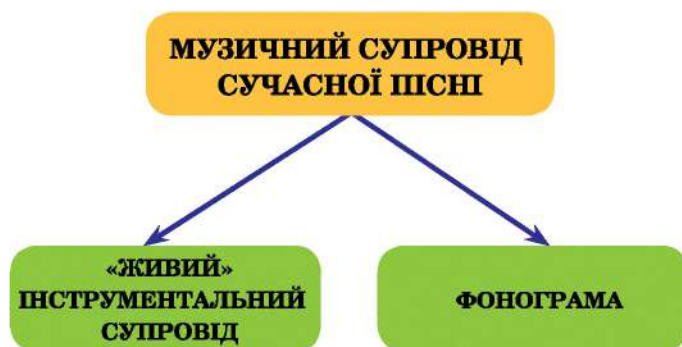 МУЗИЧНИЙ СУПРОВІД
СУЧАСНОЇ ПІСНІ
«ЖИВИЙ»
ІНСТРУМЕНТАЛЬНИЙ
СУПРОВІД
ФОНОГРАМА